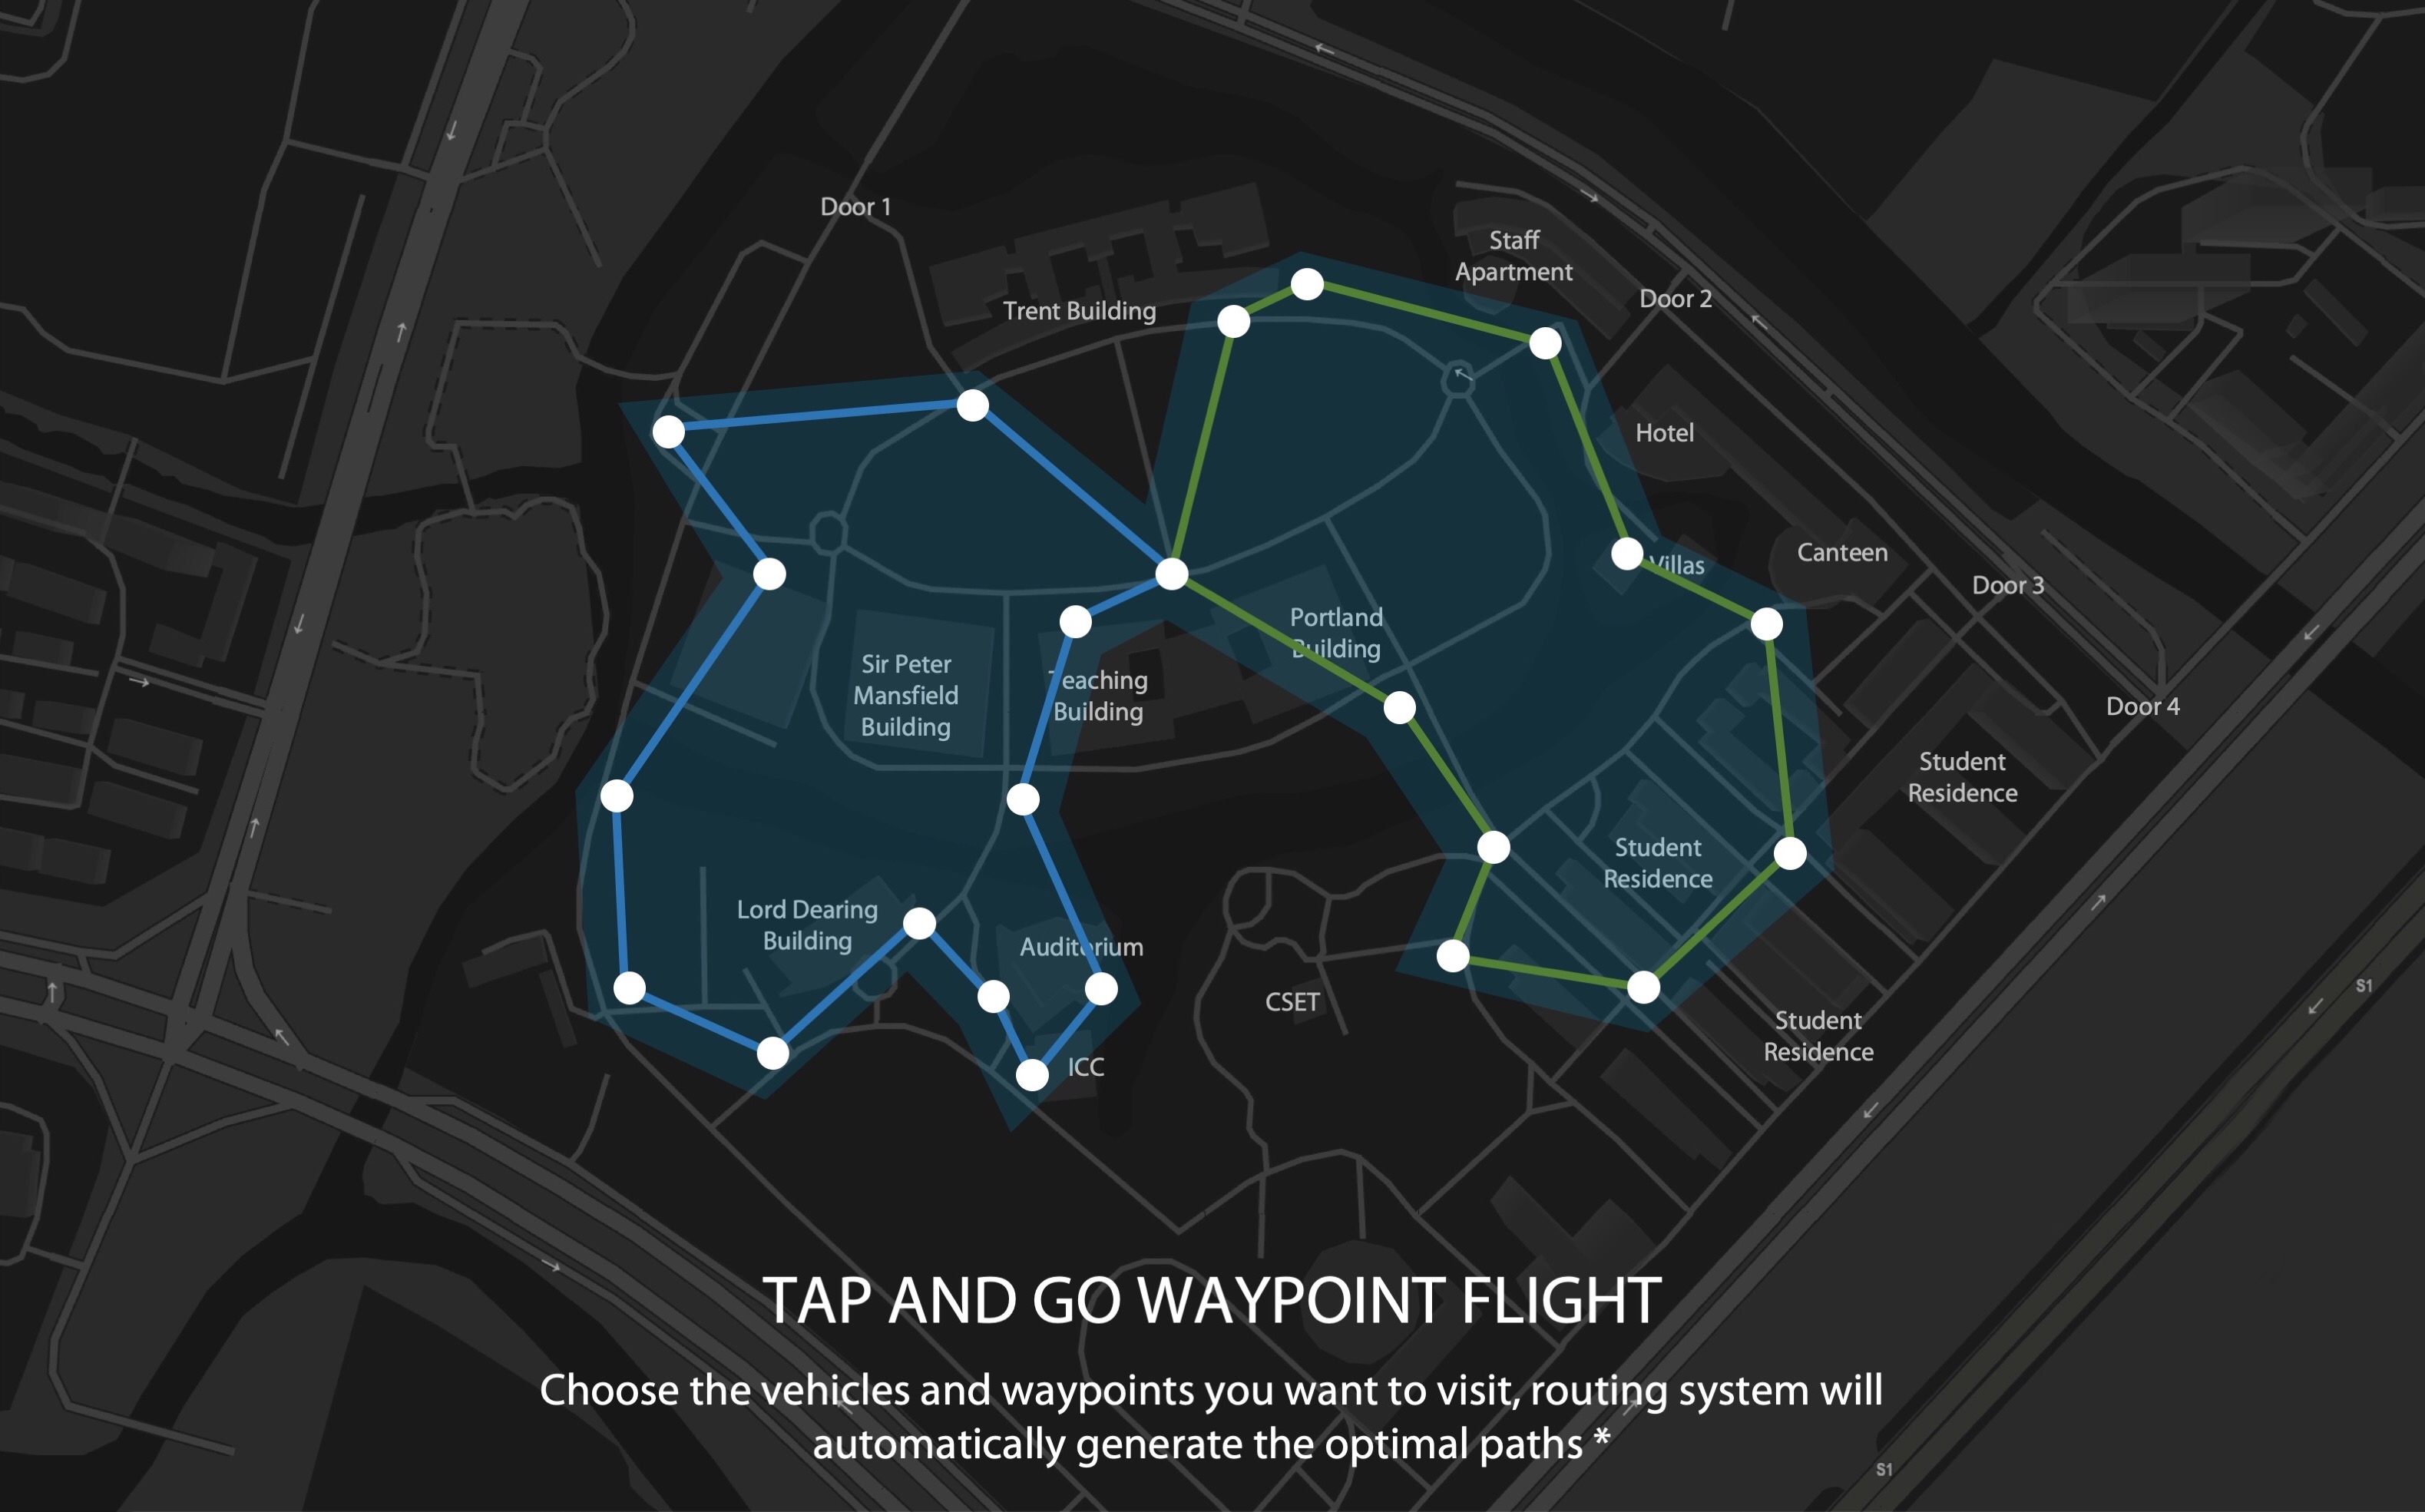 Door 1
Staff
Apartment
Door 2
Trent Building
Hotel
Villas
Canteen
Door 3
Portland
Building
Sir Peter
Mansfield
Building
Teaching
Building
Door 4
Student
Residence
Student
Residence
Lord Dearing
Building
Auditorium
CSET
S1
Student
Residence
ICC
TAP AND GO WAYPOINT FLIGHT
Choose the vehicles and waypoints you want to visit, routing system will
automatically generate the optimal paths *
S1